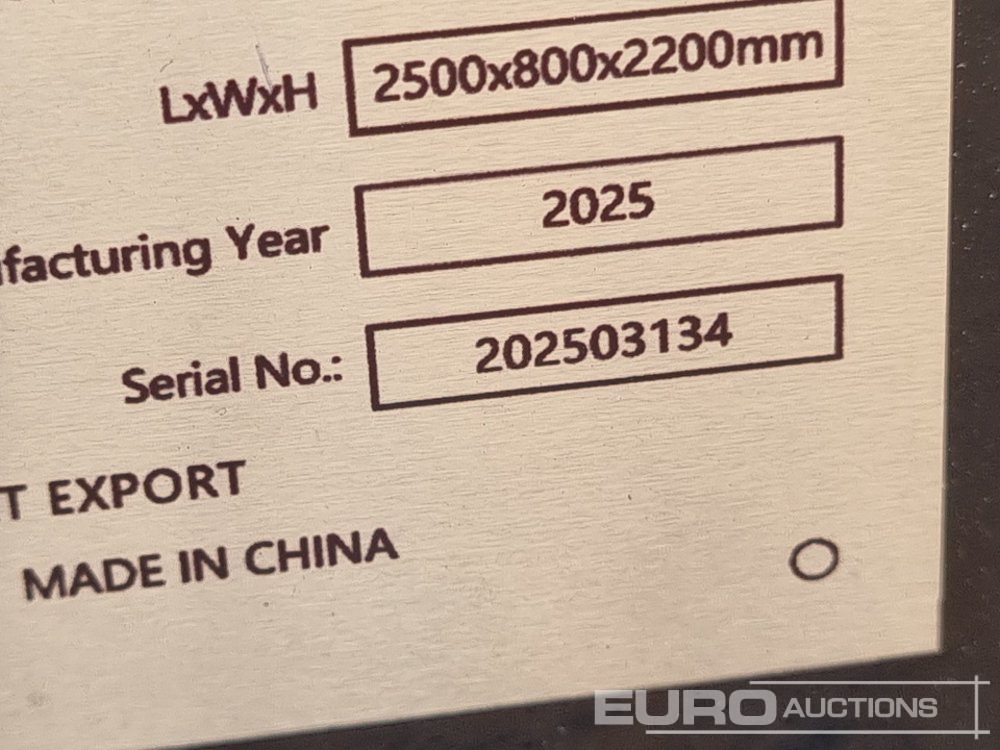 LxWxH 2500x800x2200mm
facturing Year 2025
Serial No.: 202503134
T EXPORT
MADE IN CHINA
EURO AUCTIONS